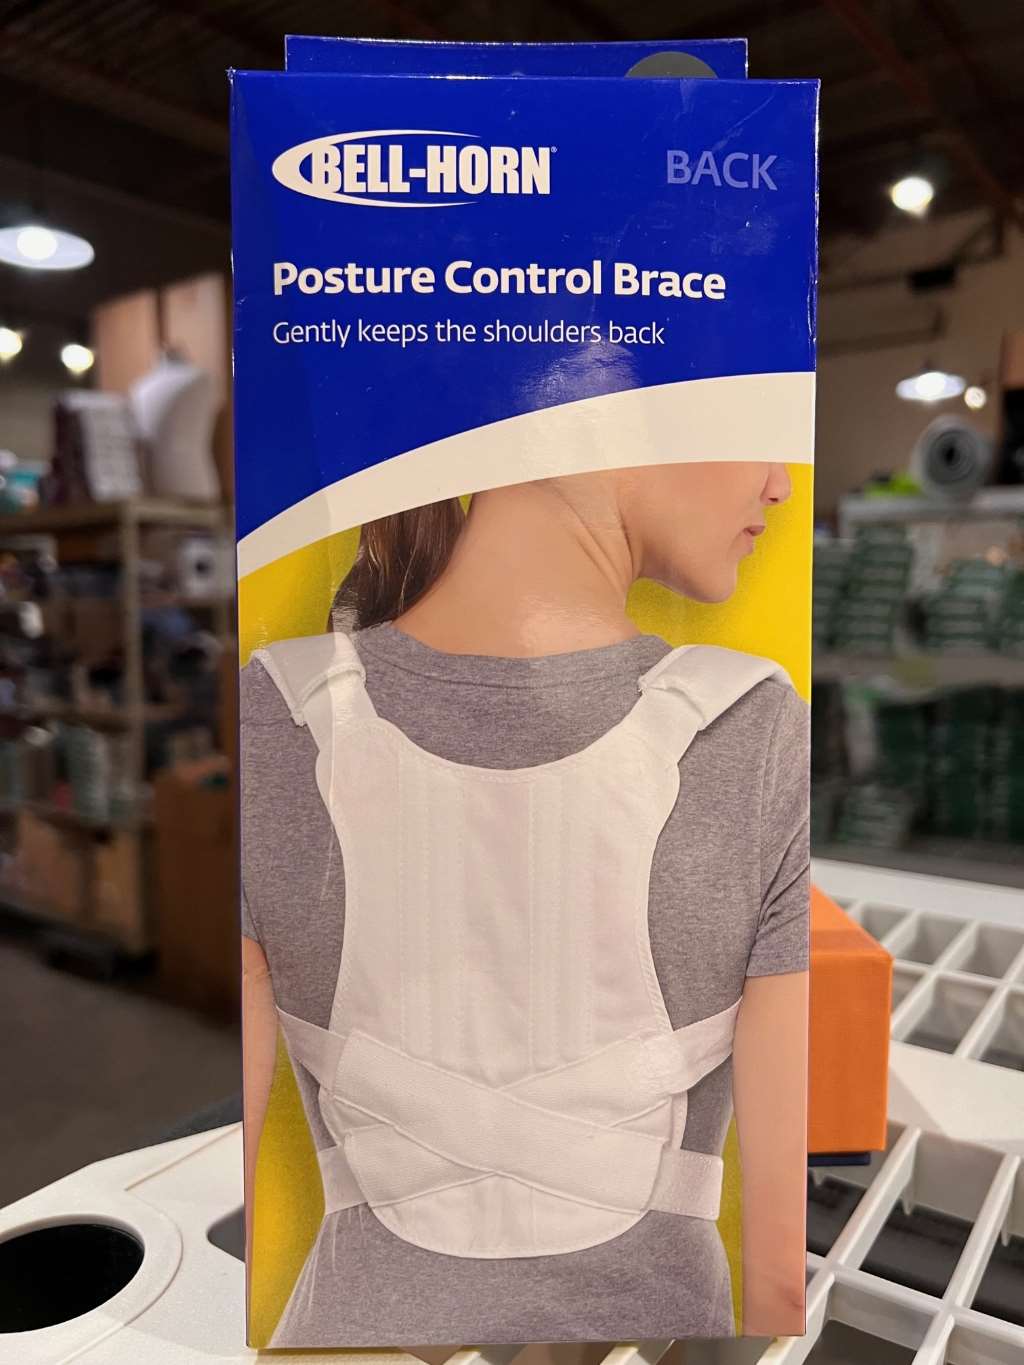 BELL-HORN®
BACK
Posture Control Brace
Gently keeps the shoulders back